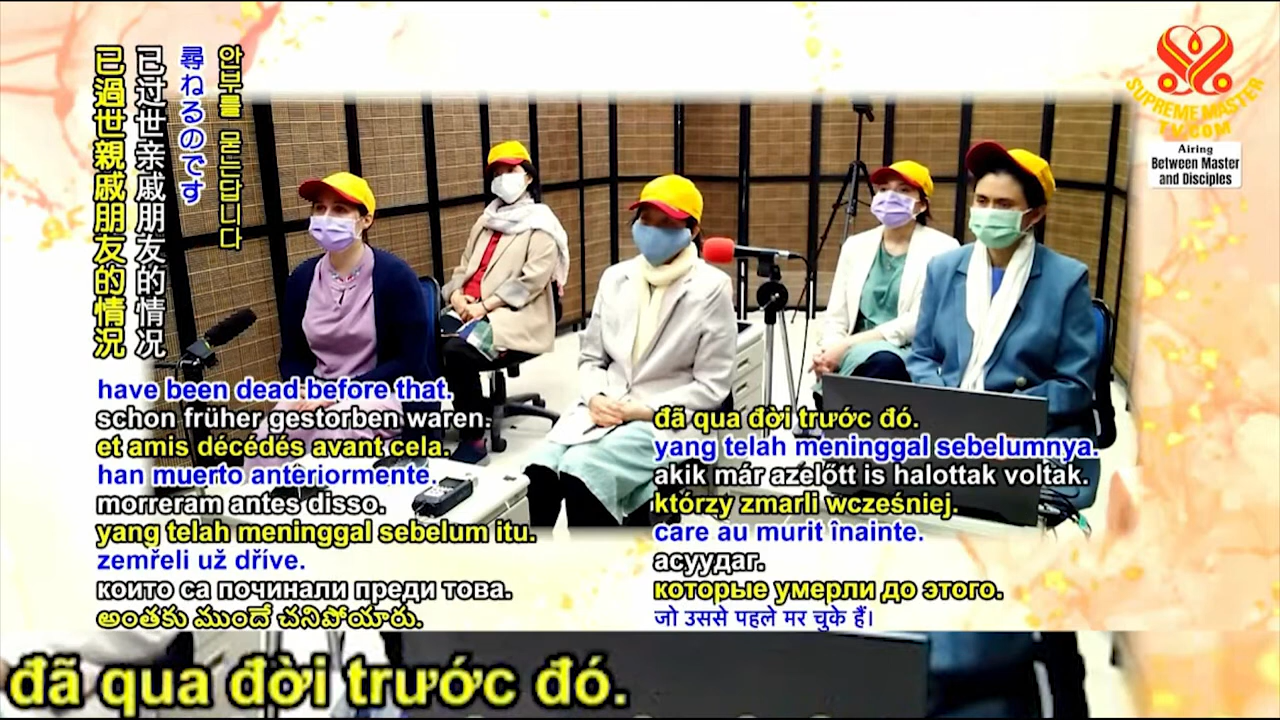 안부를 묻는답니다
尋ねるのです
已过世亲戚朋友的情况
已過世親戚朋友的情況
SUPREME MASTER
TV.COM
Airing
Between Master
and Disciples
have been dead before that.
schon früher gestorben waren.
et amis décédés avant cela.
han muerto anteriormente.
morreram antes disso.
yang telah meninggal sebelum itu.
zemřeli už dříve.
които са починали преди това.
అంతకు ముందే చనిపోయారు.
đã qua đời trước đó.
yang telah meninggal sebelumnya.
akik már azelőtt is halottak voltak.
którzy zmarli wcześniej.
care au murit înainte.
асуудаг.
которые умерли до этого.
जो उससे पहले मर चुके हैं।
đã qua đời trước đó.